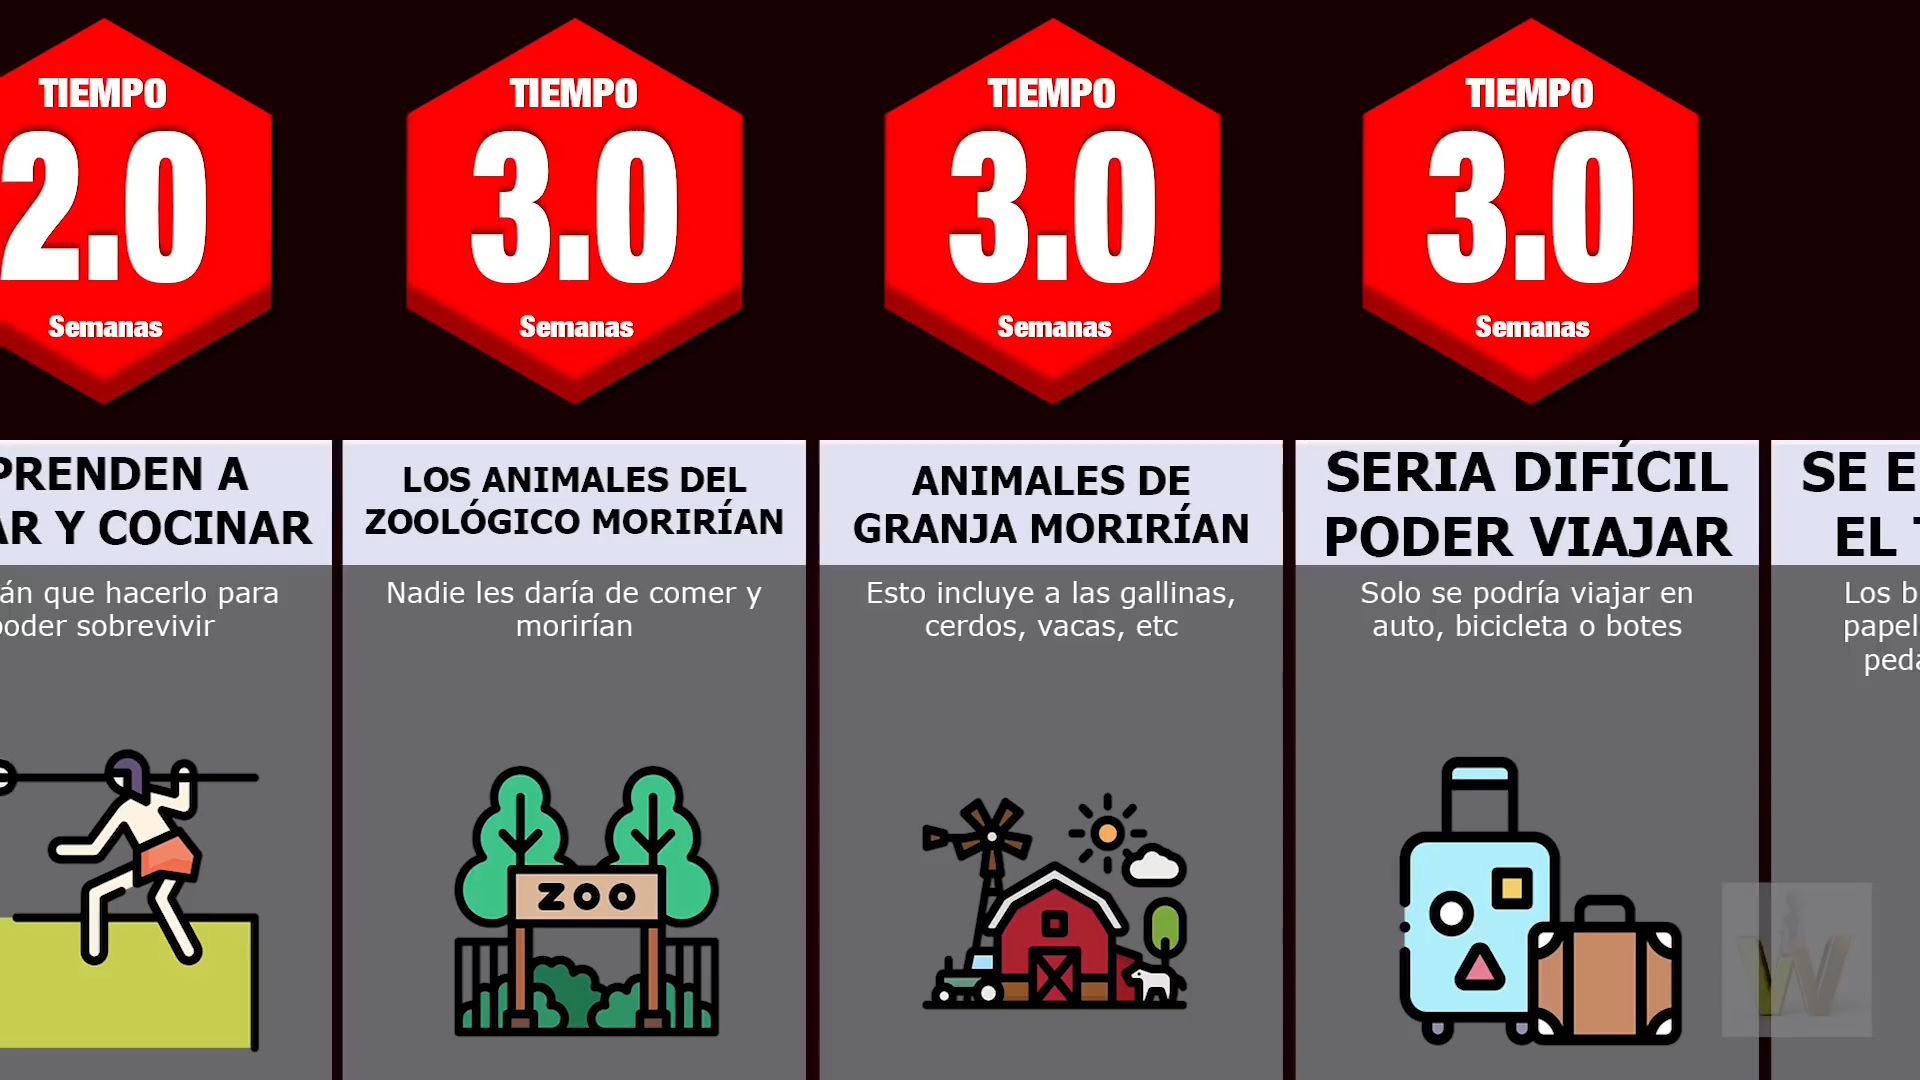 TIEMPO
2.0
Semanas
TIEMPO
3.0
Semanas
TIEMPO
3.0
Semanas
TIEMPO
3.0
Semanas
PRENDEN A
AR Y COCINAR
án que hacerlo para
poder sobrevivir
LOS ANIMALES DEL
ZOOLÓGICO MORIRÍAN
Nadie les daría de comer y
morirían
ZOO
ANIMALES DE
GRANJA MORIRÍAN
Esto incluye a las gallinas,
cerdos, vacas, etc
SERIA DIFÍCIL
PODER VIAJAR
Solo se podría viajar en
auto, bicicleta o botes
SE E
EL T
Los b
papel
peda
W